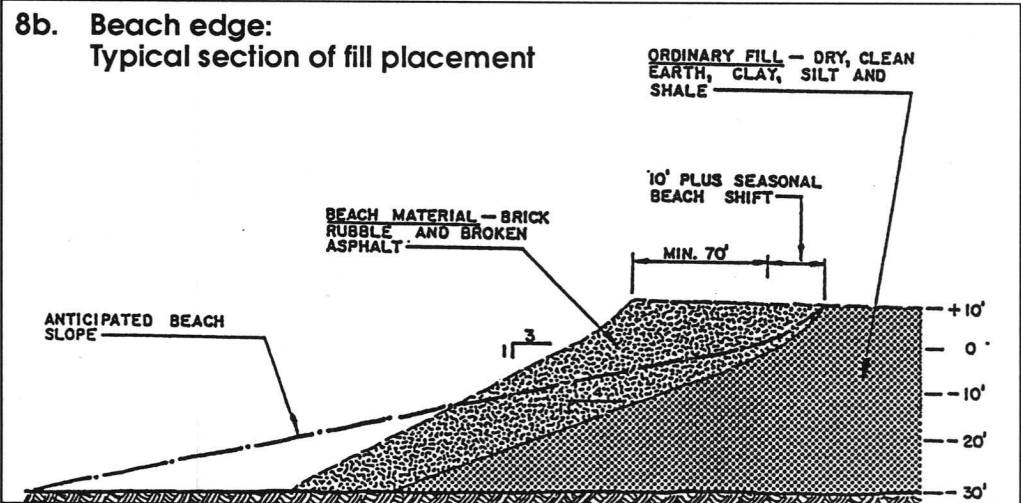 8b. Beach edge:
Typical section of fill placement
ORDINARY FILL — DRY, CLEAN
EARTH, CLAY, SILT AND
SHALE
10' PLUS SEASONAL
BEACH SHIFT
BEACH MATERIAL — BRICK
RUBBLE AND BROKEN
ASPHALT
MIN. 70'
ANTICIPATED BEACH
SLOPE
+10'
3
1
0
4
-10'
-20'
-30'